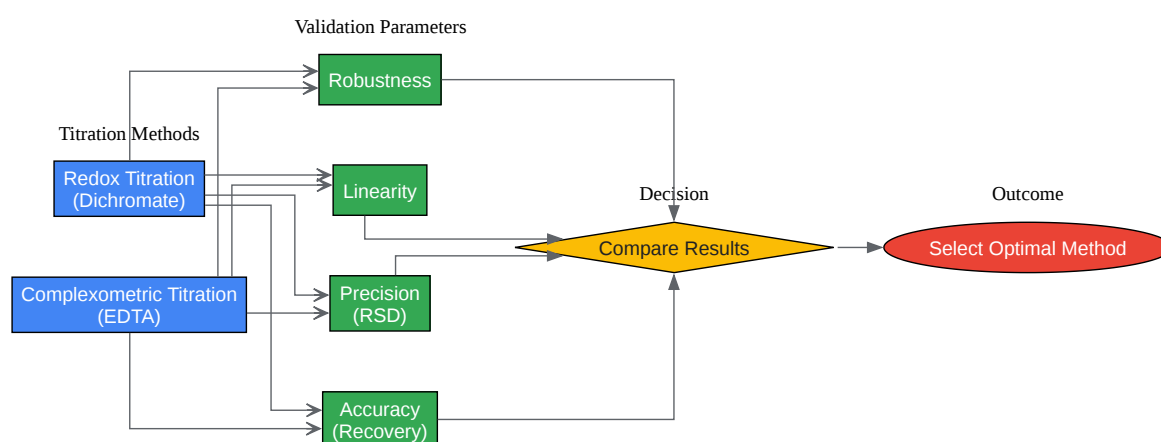 Validation Parameters
Robustness
Titration Methods
Redox Titration
(Dichromate)
Linearity
Decision
Outcome
Compare Results
Select Optimal Method
Complexometric Titration
(EDTA)
Precision
(RSD)
Accuracy
(Recovery)